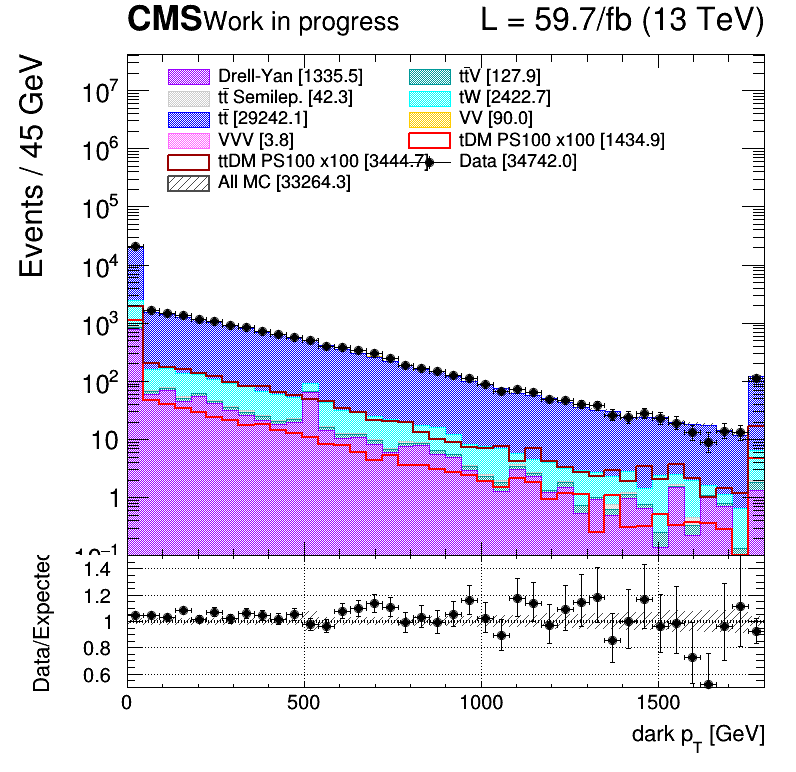 CMS Work in progress L = 59.7/fb (13 TeV)
Events / 45 GeV
Drell-Yan [1335.5] tt̄V [127.9]
tt̄ Semilep. [42.3] tW [2422.7]
tt̄ [29242.1] VV [90.0]
VVV [3.8] tDM PS100 x100 [1434.9]
ttDM PS100 x100 [3444.7] Data [34742.0]
All MC [33264.3]
10⁷
10⁶
10⁵
10⁴
10³
10²
10
1
10⁻¹
Data/Expected
1.4
1.2
1
0.8
0.6
0 500 1000 1500
dark p_T [GeV]